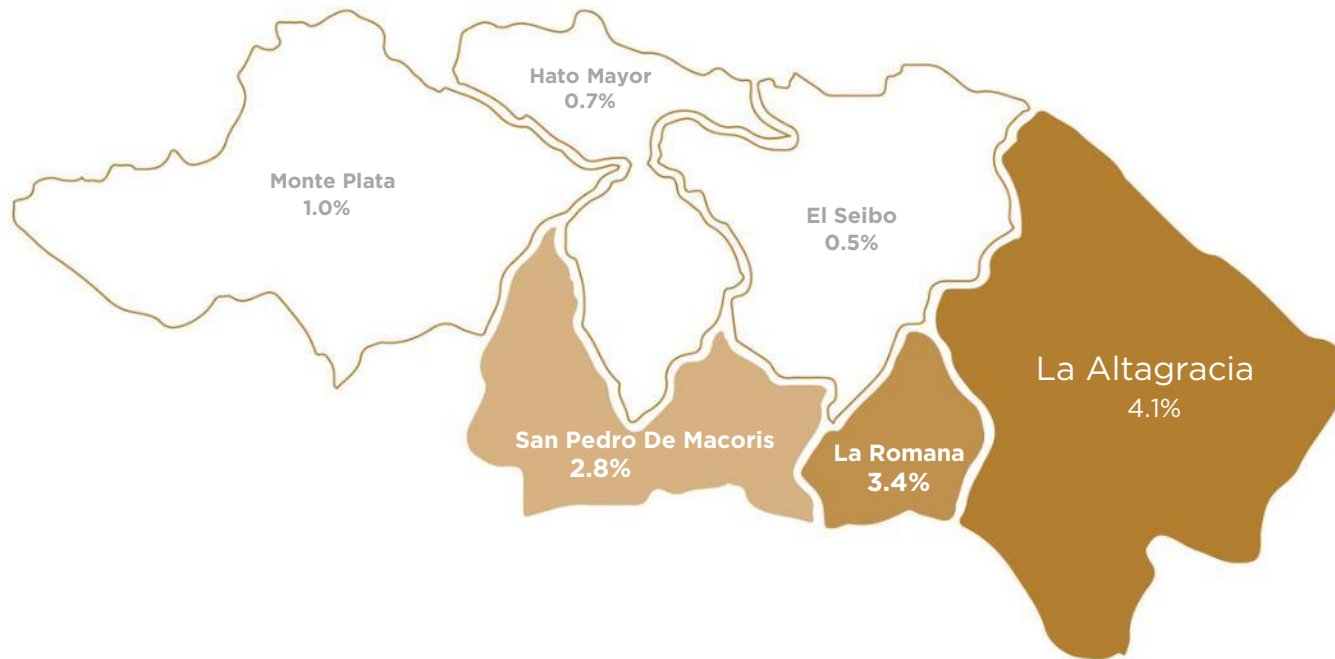 Hato Mayor
0.7%
Monte Plata
1.0%
El Seibo
0.5%
La Altagracia
4.1%
San Pedro De Macoris
2.8%
La Romana
3.4%